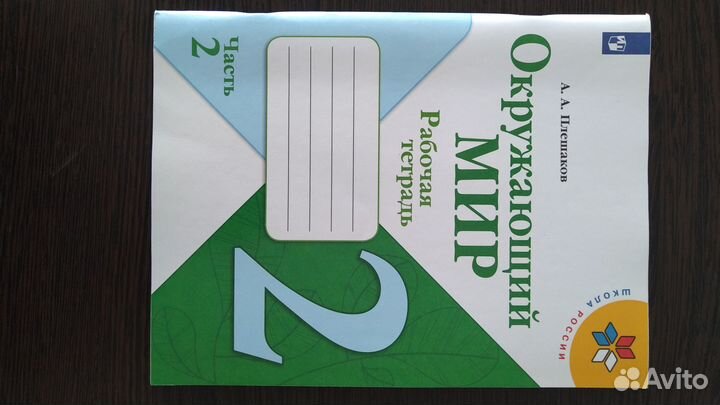 А. А. Плешаков
Окружающий
МИР
Рабочая
тетрадь
Часть
2
2
ШКОЛА РОССИИ
Avito